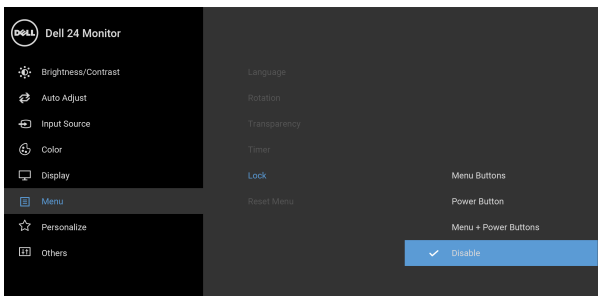 DELL Dell 24 Monitor
Brightness/Contrast Language
Auto Adjust Rotation
Input Source Transparency
Color Timer
Display Lock Menu Buttons
Menu Reset Menu Power Button
Personalize Menu + Power Buttons
Others Disable